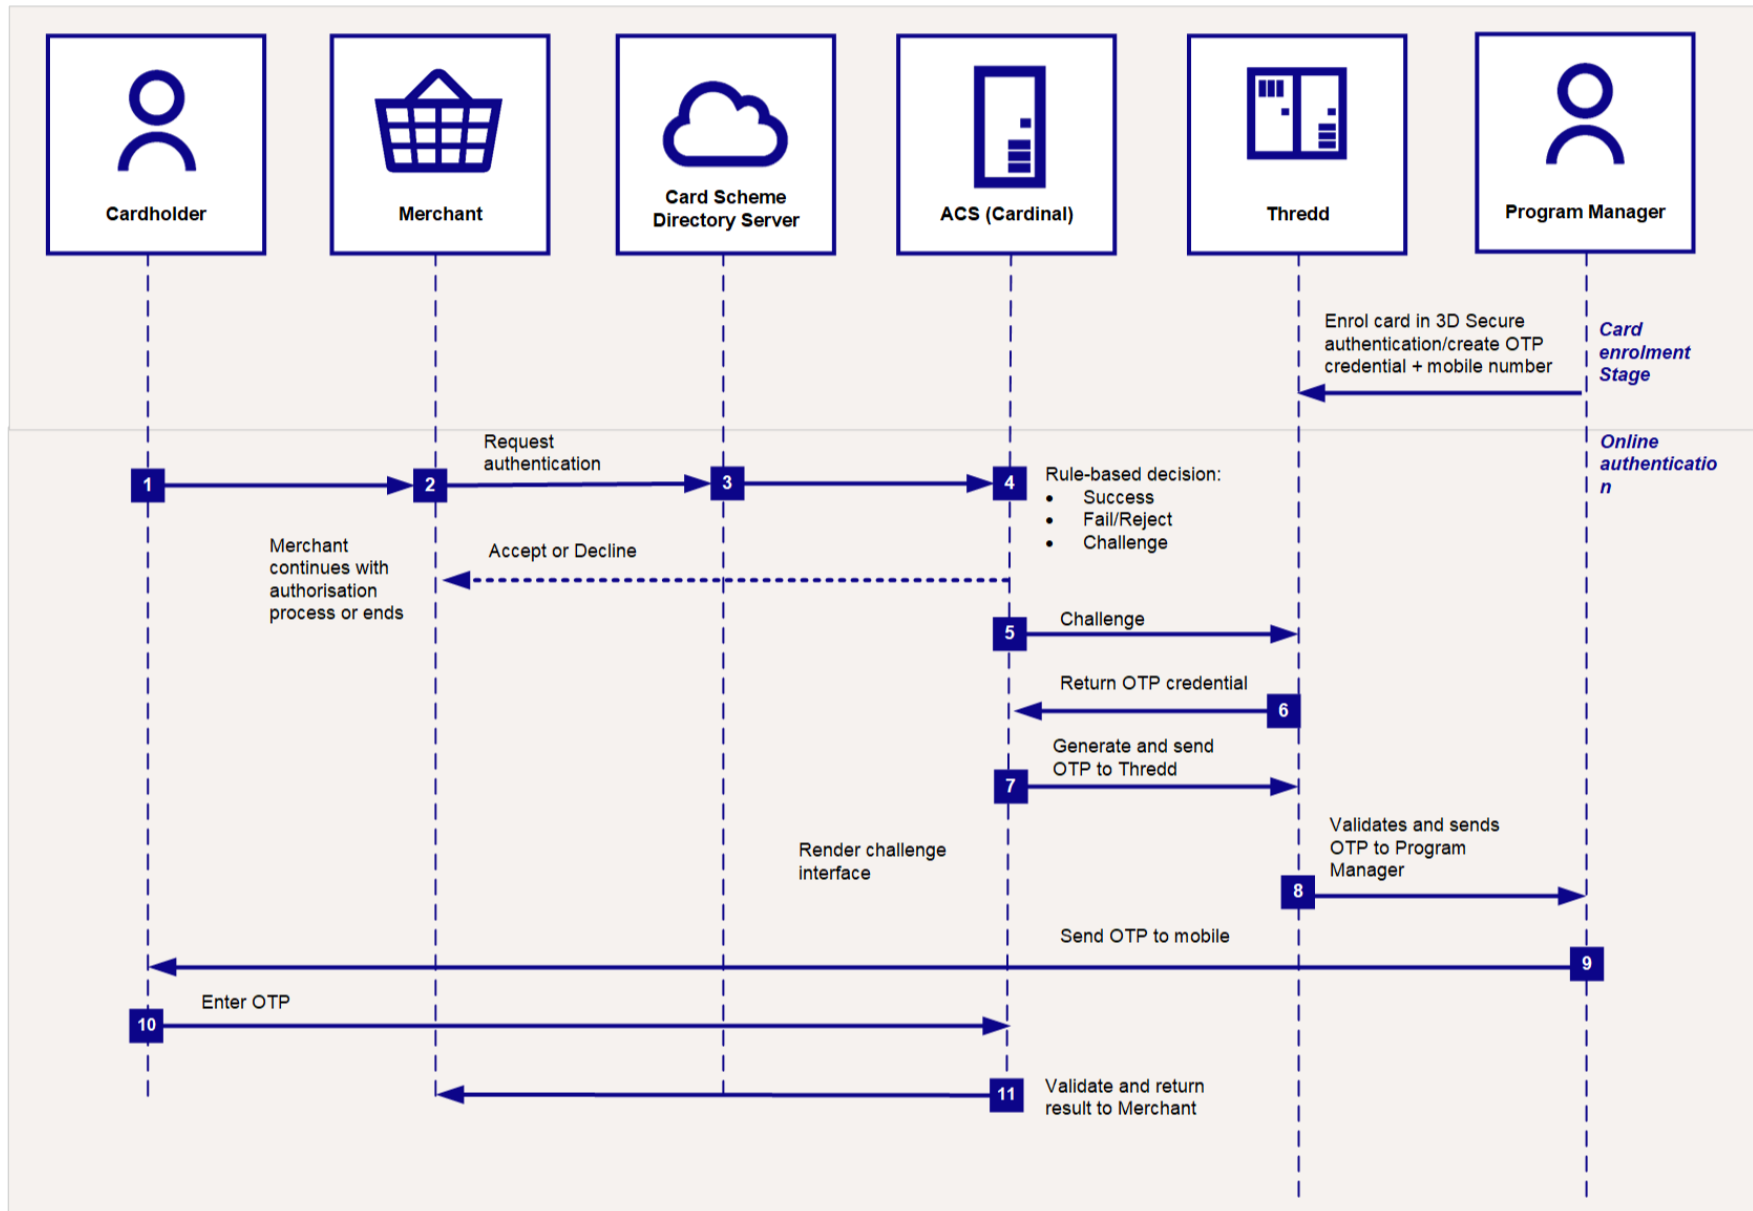 Cardholder
Merchant
Card Scheme
Directory Server
ACS (Cardinal)
Thredd
Program Manager
Enrol card in 3D Secure
authentication/create OTP
credential + mobile number
Card
enrolment
Stage
Online
authenticatio
n
Request
authentication
1
2
3
4
Rule-based decision:
• Success
• Fail/Reject
• Challenge
Merchant
continues with
authorisation
process or ends
Accept or Decline
5
Challenge
Return OTP credential
6
Generate and send
OTP to Thredd
7
Validates and sends
OTP to Program
Manager
Render challenge
interface
8
Send OTP to mobile
9
Enter OTP
10
11
Validate and return
result to Merchant